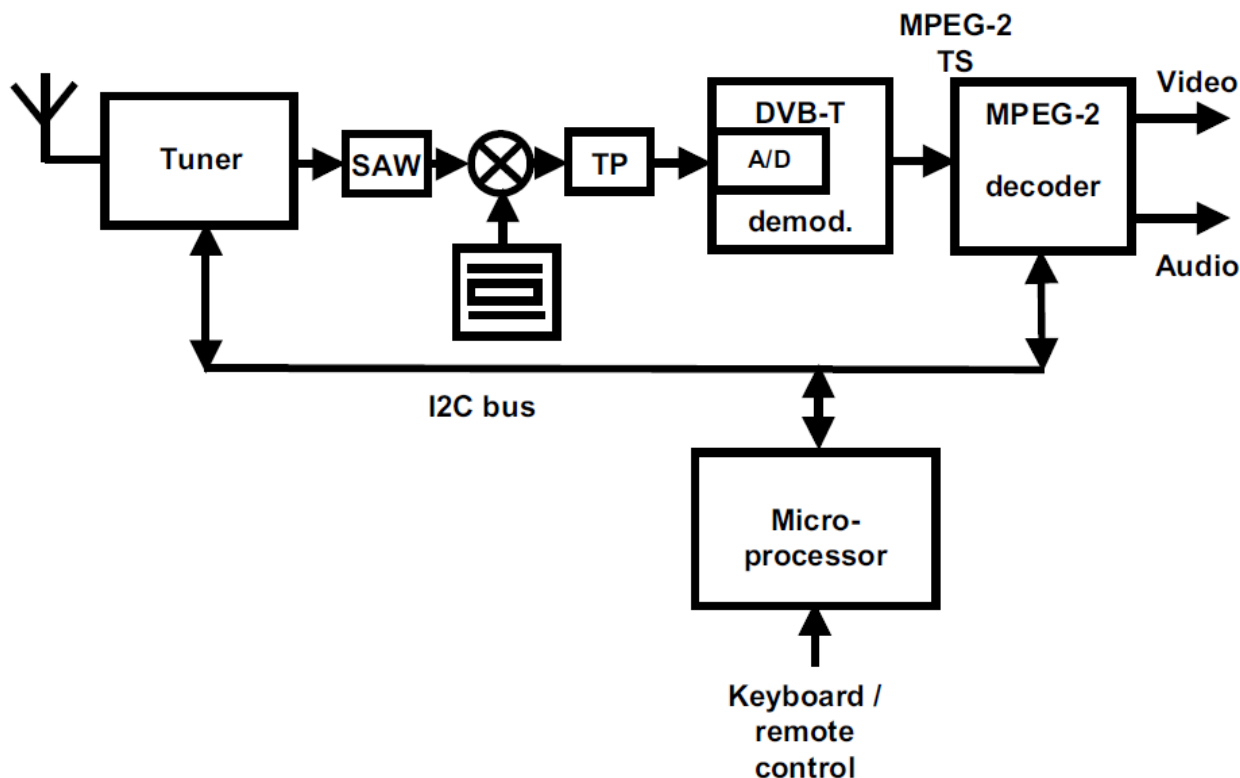 MPEG-2
TS
Video
Tuner
SAW
TP
DVB-T
A/D
demod.
MPEG-2
decoder
Audio
I2C bus
Micro-
processor
Keyboard /
remote
control